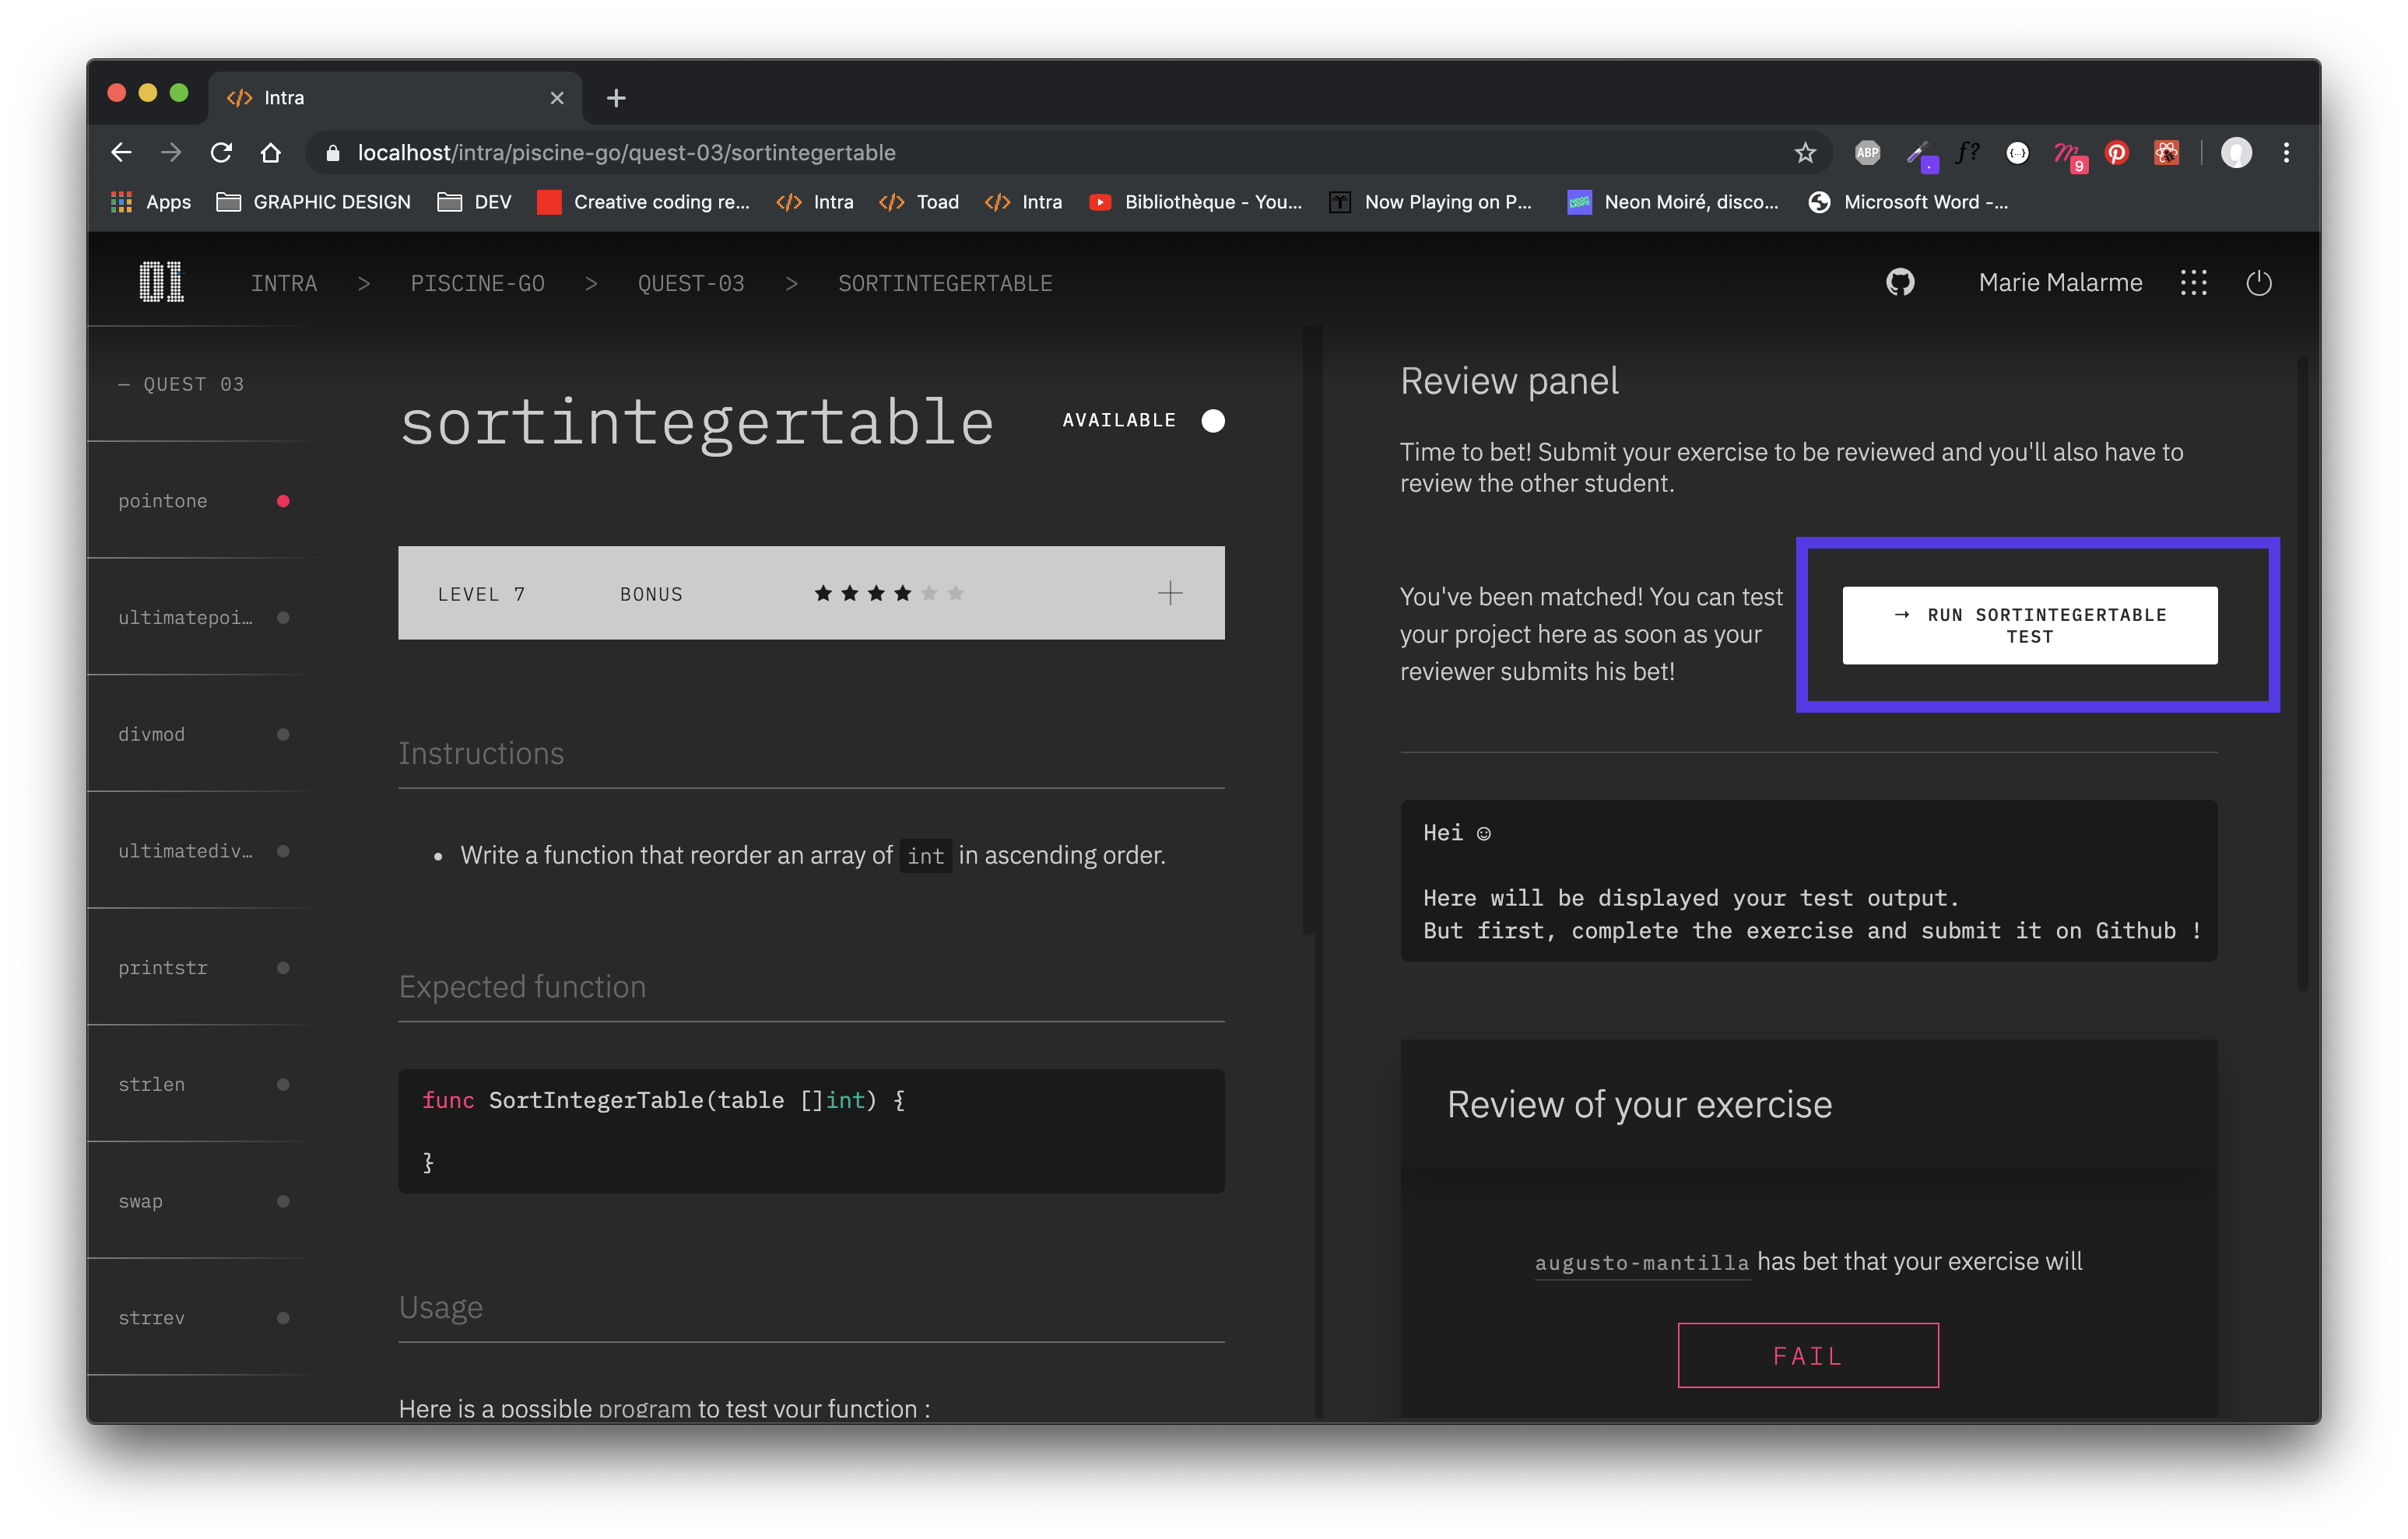 Intra
localhost/intra/piscine-go/quest-03/sortintegertable
ABP
f?
9
Apps
GRAPHIC DESIGN
DEV
Creative coding re...
Intra
Toad
Intra
Bibliothèque - You...
Now Playing on P...
Neon Moiré, disco...
Microsoft Word -...
01
INTRA > PISCINE-GO > QUEST-03 > SORTINTEGERTABLE
Marie Malarme
— QUEST 03
pointone
ultimatepoi…
divmod
ultimatediv…
printstr
strlen
swap
strrev
sortintegertable
AVAILABLE
LEVEL 7 BONUS ★★★★★★
Instructions
• Write a function that reorder an array of int in ascending order.
Expected function
func SortIntegerTable(table []int) {
}
Usage
Here is a possible program to test your function :
Review panel
Time to bet! Submit your exercise to be reviewed and you'll also have to
review the other student.
You've been matched! You can test
your project here as soon as your
reviewer submits his bet!
→ RUN SORTINTEGERTABLE
TEST
Hei ☺
Here will be displayed your test output.
But first, complete the exercise and submit it on Github !
Review of your exercise
augusto-mantilla has bet that your exercise will
FAIL